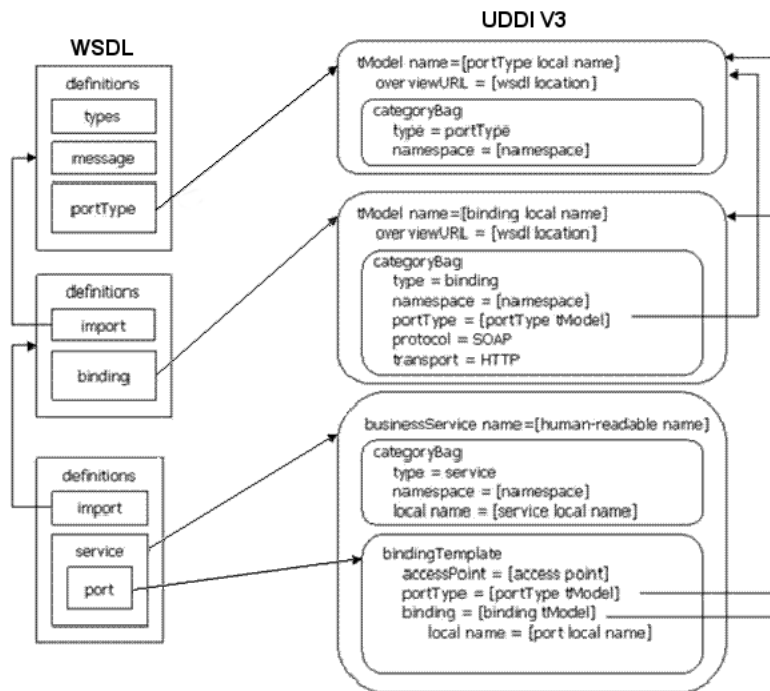 WSDL
definitions
types
message
portType
definitions
import
binding
definitions
import
service
port
UDDI V3
tModel name=[portType local name]
overviewURL = [wsdl location]
categoryBag
type = portType
namespace = [namespace]
tModel name=[binding local name]
overviewURL = [wsdl location]
categoryBag
type = binding
namespace = [namespace]
portType = [portType tModel]
protocol = SOAP
transport = HTTP
businessService name=[human-readable name]
categoryBag
type = service
namespace = [namespace]
local name = [service local name]
bindingTemplate
accessPoint = [access point]
portType = [portType tModel]
binding = [binding tModel]
local name = [port local name]